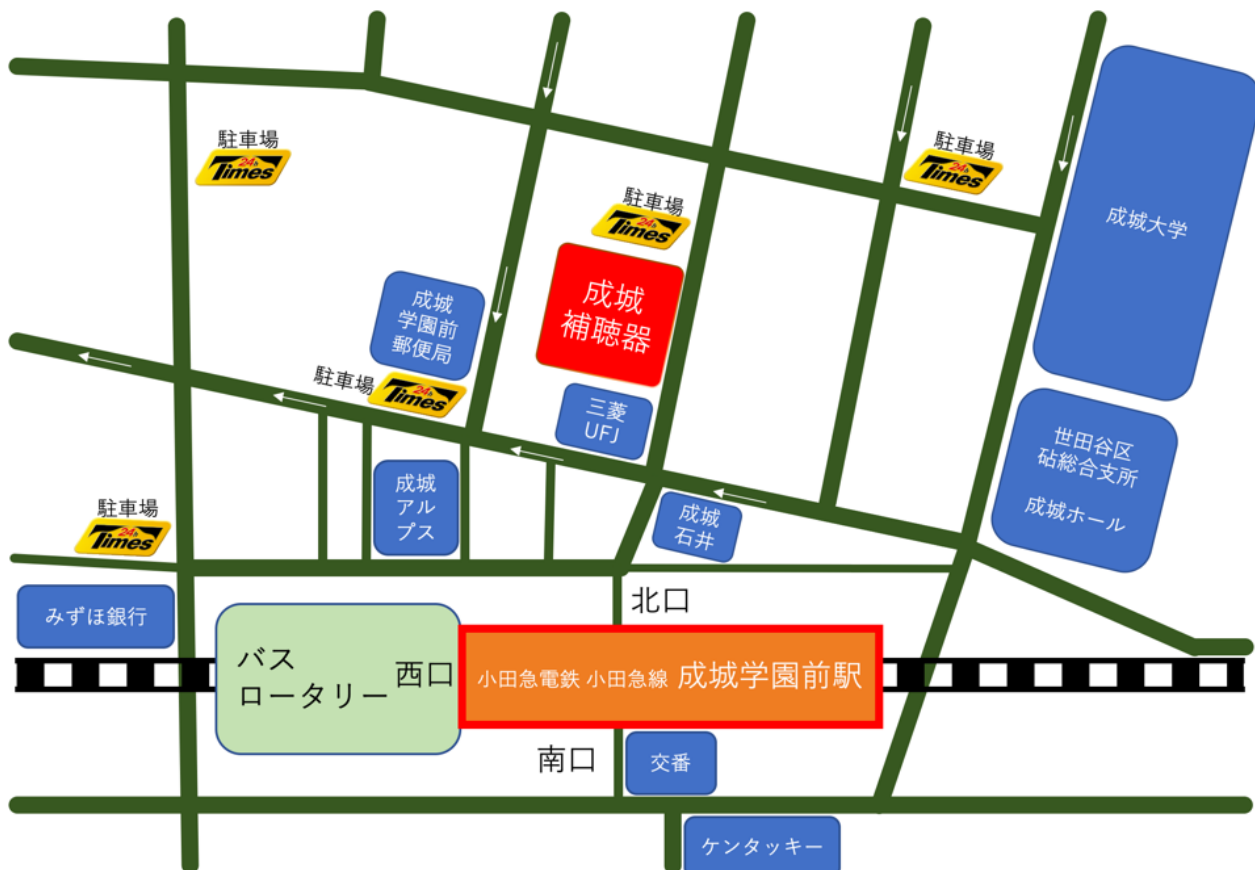 駐車場
24h
Times
駐車場
24h
Times
駐車場
24h
Times
成城大学
成城
補聴器
成城
学園前
郵便局
駐車場
24h
Times
三菱
UFJ
世田谷区
砧総合支所
成城ホール
成城
アル
プス
成城
石井
駐車場
24h
Times
みずほ銀行
北口
バス
ロータリー
西口
小田急電鉄 小田急線 成城学園前駅
南口
交番
ケンタッキー